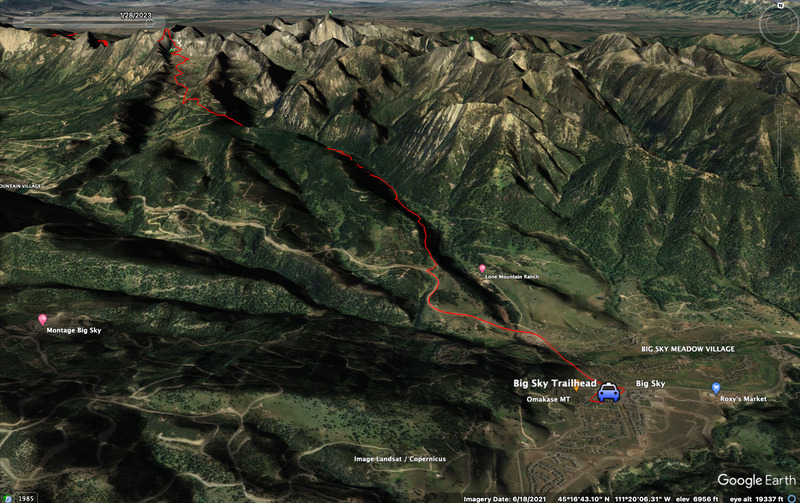 1/28/2023
N
OUNTAIN VILLAGE
Lone Mountain Ranch
Montage Big Sky
BIG SKY MEADOW VILLAGE
Big Sky Trailhead
Big Sky
Omakase MT
Roxy's Market
Image Landsat / Copernicus
Google Earth
1985
Imagery Date: 6/18/2021 45°16'43.10" N 111°20'06.31" W elev 6956 ft eye alt 19337 ft